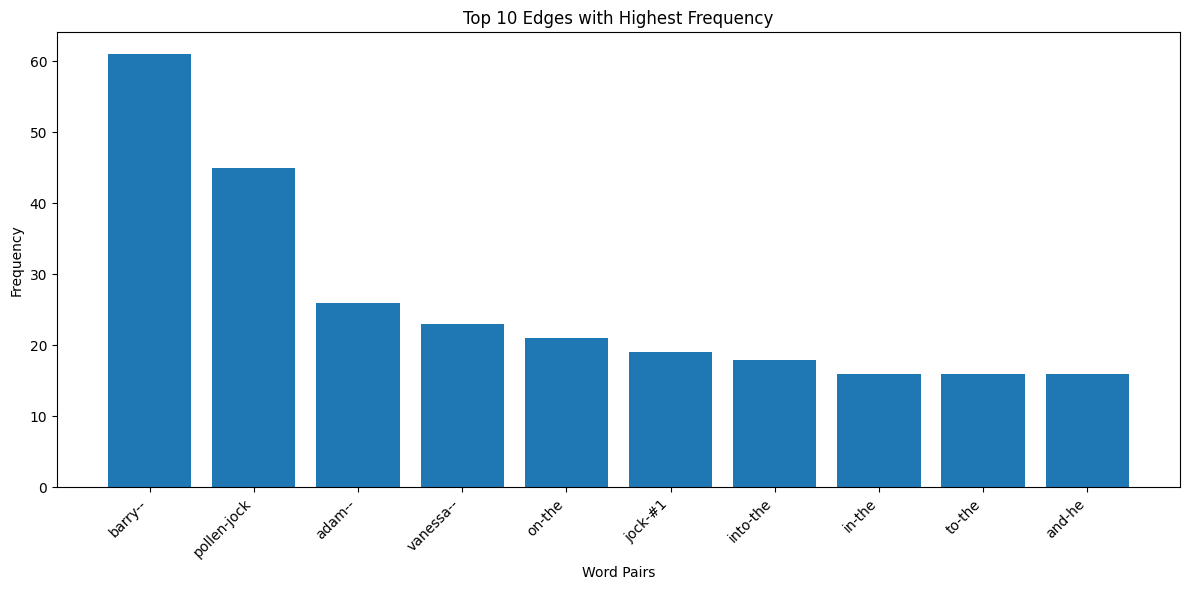 Top 10 Edges with Highest Frequency
Frequency
60
50
40
30
20
10
0
barry--
pollen-jock
adam--
vanessa--
on-the
jock-#1
into-the
in-the
to-the
and-he
Word Pairs